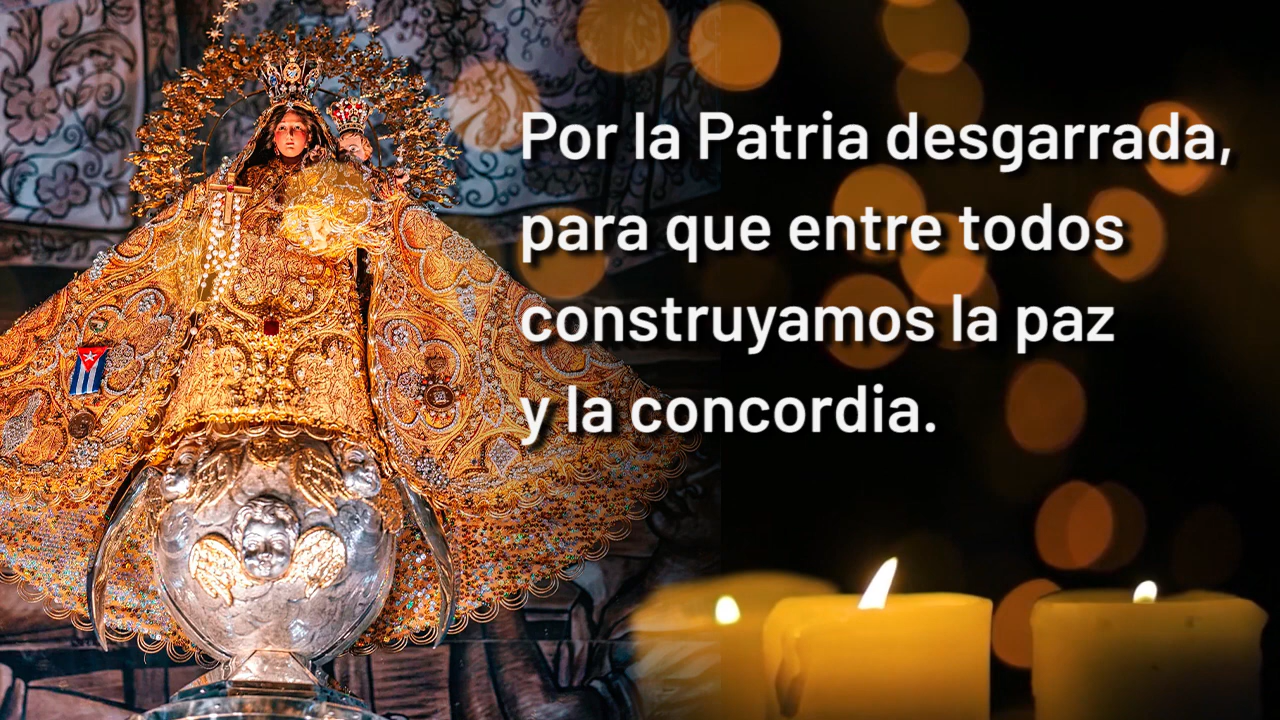 Por la Patria desgarrada,
para que entre todos
construyamos la paz
y la concordia.